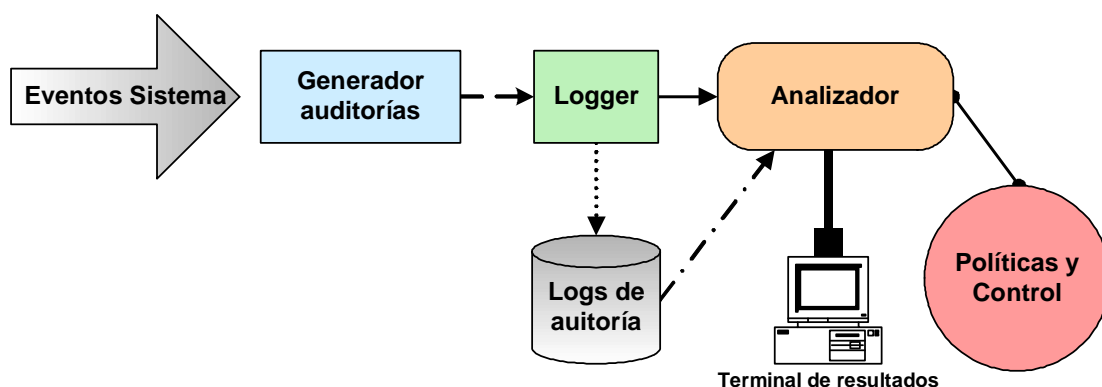 Eventos Sistema
Generador
auditorías
Logger
Analizador
Logs de
auitoría
Políticas y
Control
Terminal de resultados